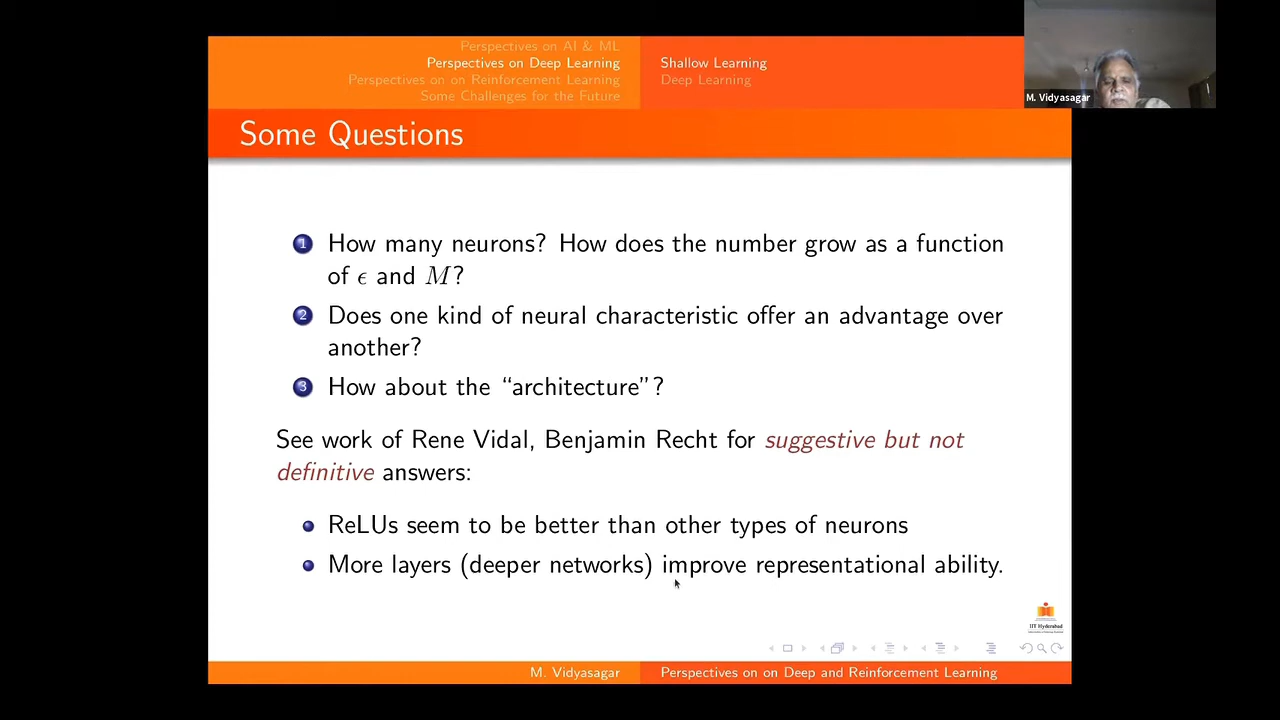 Perspectives on AI & ML
Perspectives on Deep Learning
Perspectives on on Reinforcement Learning
Some Challenges for the Future
Shallow Learning
Deep Learning
M. Vidyasagar
Some Questions
1 How many neurons? How does the number grow as a function
of ϵ and M?
2 Does one kind of neural characteristic offer an advantage over
another?
3 How about the “architecture”?
See work of Rene Vidal, Benjamin Recht for suggestive but not
definitive answers:
ReLUs seem to be better than other types of neurons
More layers (deeper networks) improve representational ability.
IIT Hyderabad
M. Vidyasagar
Perspectives on on Deep and Reinforcement Learning